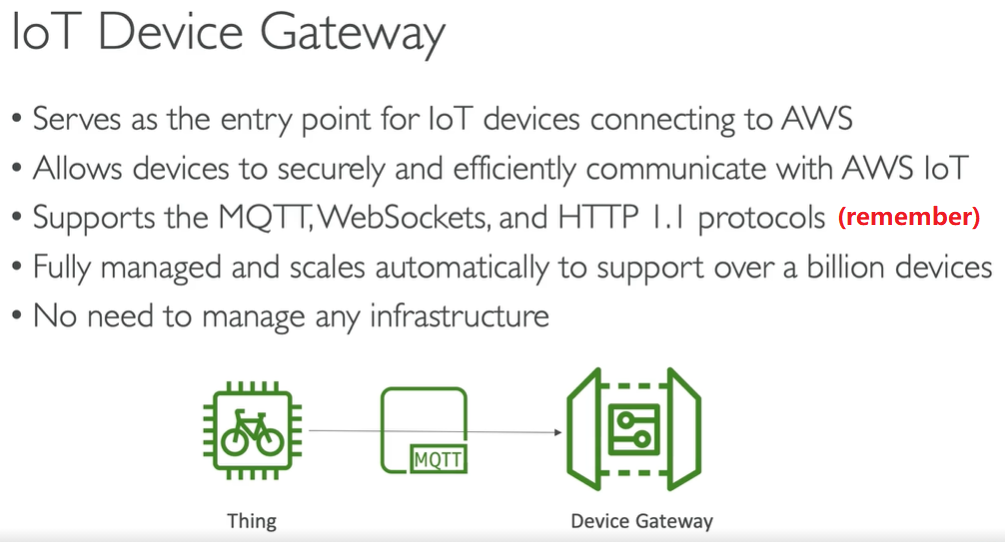 IoT Device Gateway
• Serves as the entry point for IoT devices connecting to AWS
• Allows devices to securely and efficiently communicate with AWS IoT
• Supports the MQTT, WebSockets, and HTTP 1.1 protocols (remember)
• Fully managed and scales automatically to support over a billion devices
• No need to manage any infrastructure
MQTT
Thing
Device Gateway